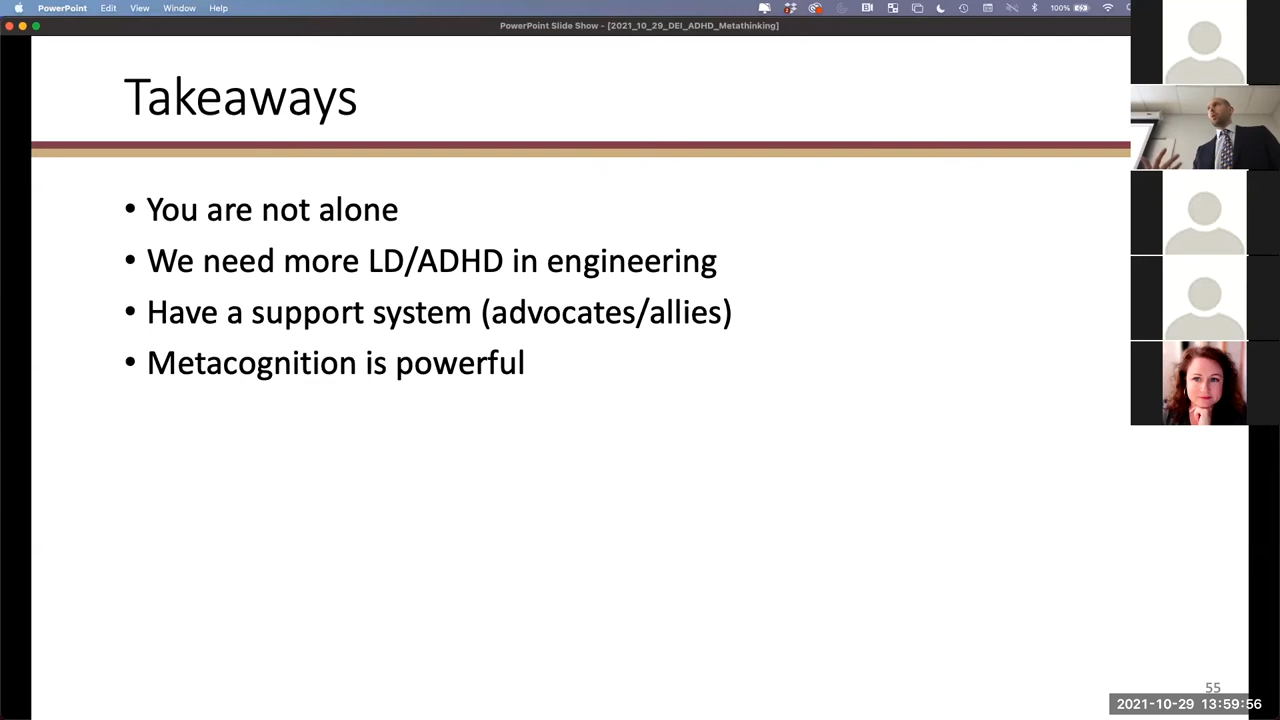 PowerPoint Edit View Window Help
100%
PowerPoint Slide Show - [2021_10_29_DEI_ADHD_Metathinking]
Takeaways
• You are not alone
• We need more LD/ADHD in engineering
• Have a support system (advocates/allies)
• Metacognition is powerful
55
2021-10-29 13:59:56